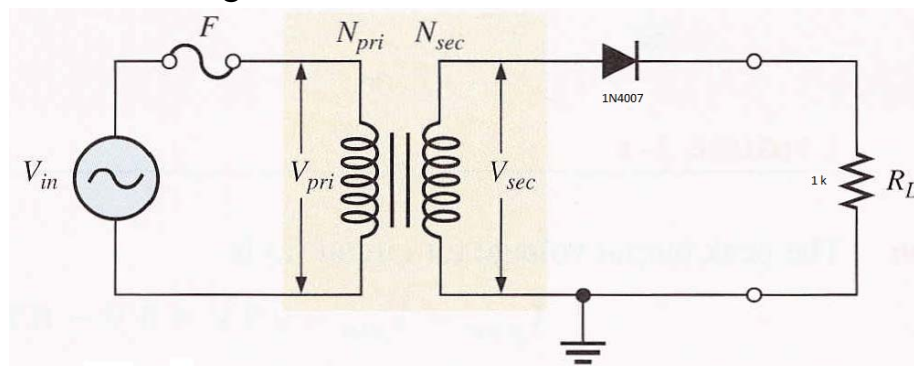 F
N_pri N_sec
1N4007
V_in
V_pri
V_sec
1 k
R_L